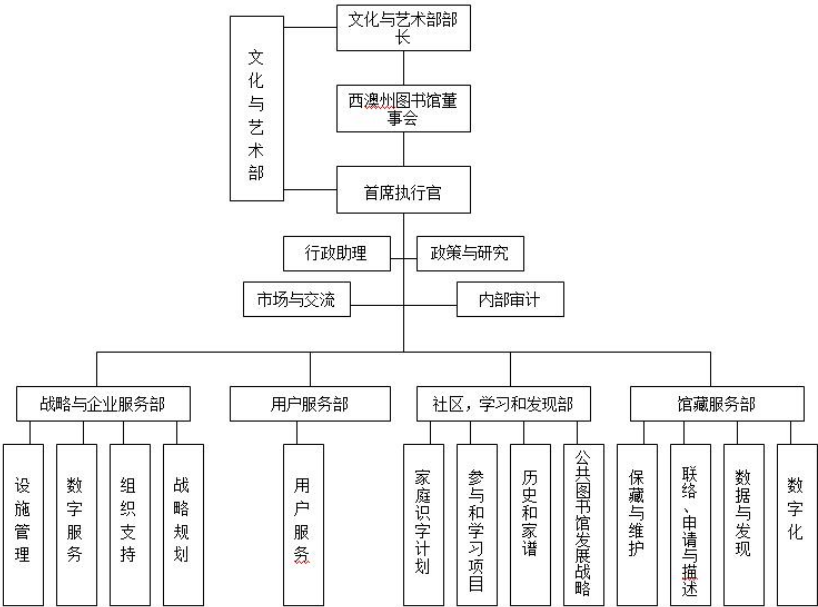 文化与艺术部部
长
文化与艺术部
西澳州图书馆董
事会
首席执行官
行政助理
政策与研究
市场与交流
内部审计
战略与企业服务部
用户服务部
社区，学习和发现部
馆藏服务部
设施管理
数字服务
组织支持
战略规划
用户服务
家庭识字计划
参与和学习项目
历史和家谱
公共图书馆发展战略
保藏与维护
联络、申请与描述
数据与发现
数字化